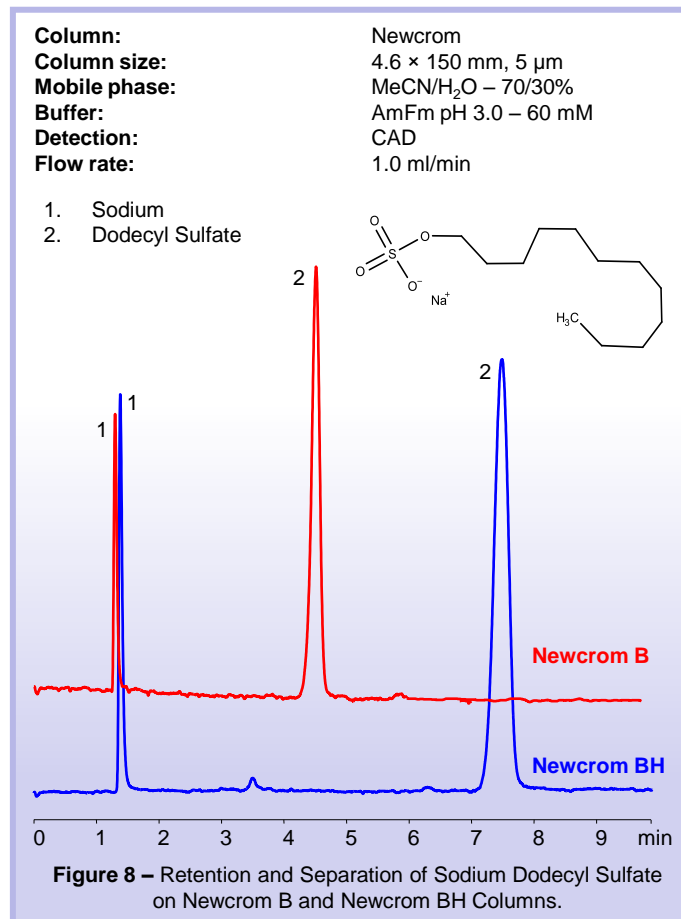 Column: Newcrom
Column size: 4.6 × 150 mm, 5 µm
Mobile phase: MeCN/H₂O – 70/30%
Buffer: AmFm pH 3.0 – 60 mM
Detection: CAD
Flow rate: 1.0 ml/min
1. Sodium
2. Dodecyl Sulfate
O
O
S
O
O⁻
Na⁺
H₃C
2
2
1
1
Newcrom B
Newcrom BH
0 1 2 3 4 5 6 7 8 9 min
Figure 8 – Retention and Separation of Sodium Dodecyl Sulfate
on Newcrom B and Newcrom BH Columns.